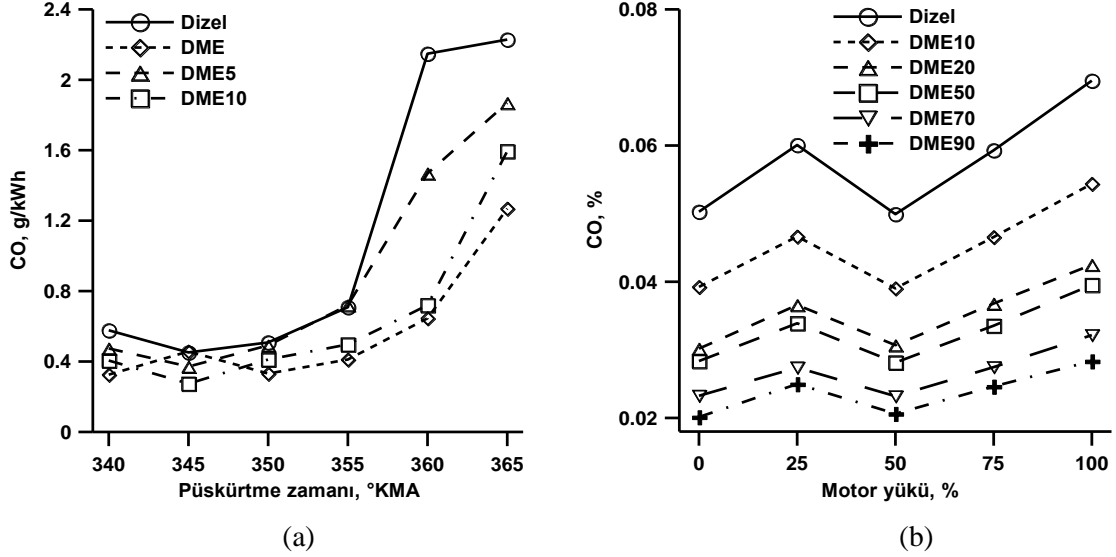 2.4
2
1.6
1.2
0.8
0.4
0
CO, g/kWh
Dizel
DME
DME5
DME10
340 345 350 355 360 365
Püskürtme zamanı, °KMA
(a)
0.08
0.06
0.04
0.02
CO, %
Dizel
DME10
DME20
DME50
DME70
DME90
0 25 50 75 100
Motor yükü, %
(b)